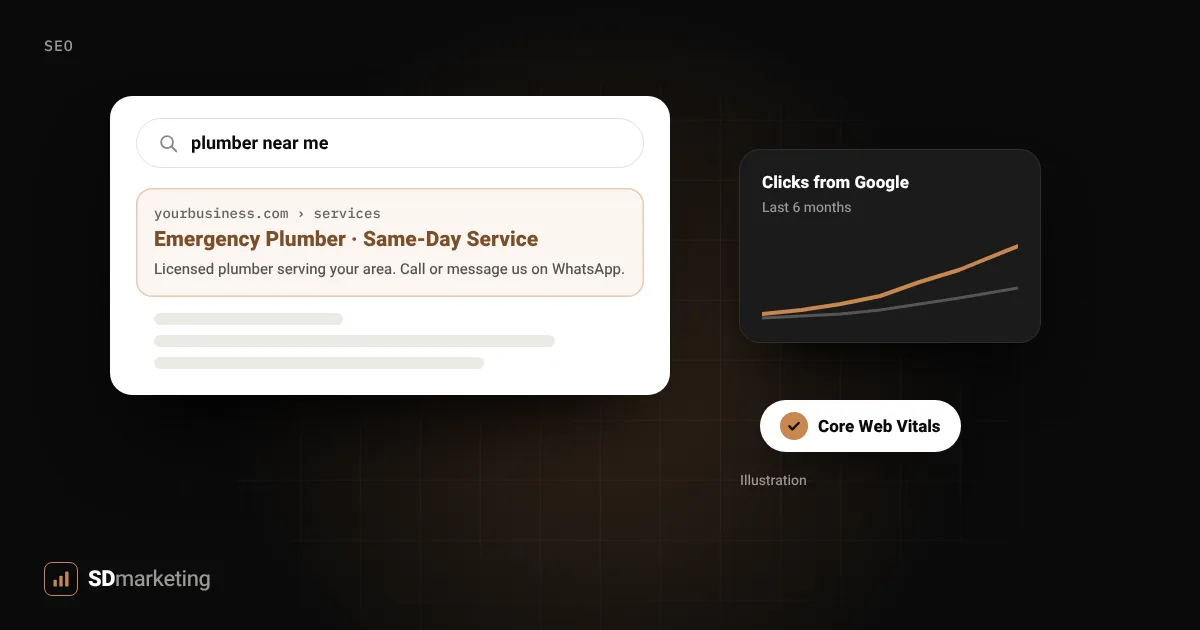 SEO
plumber near me
yourbusiness.com › services
Emergency Plumber · Same-Day Service
Licensed plumber serving your area. Call or message us on WhatsApp.
Clicks from Google
Last 6 months
Core Web Vitals
Illustration
SDmarketing